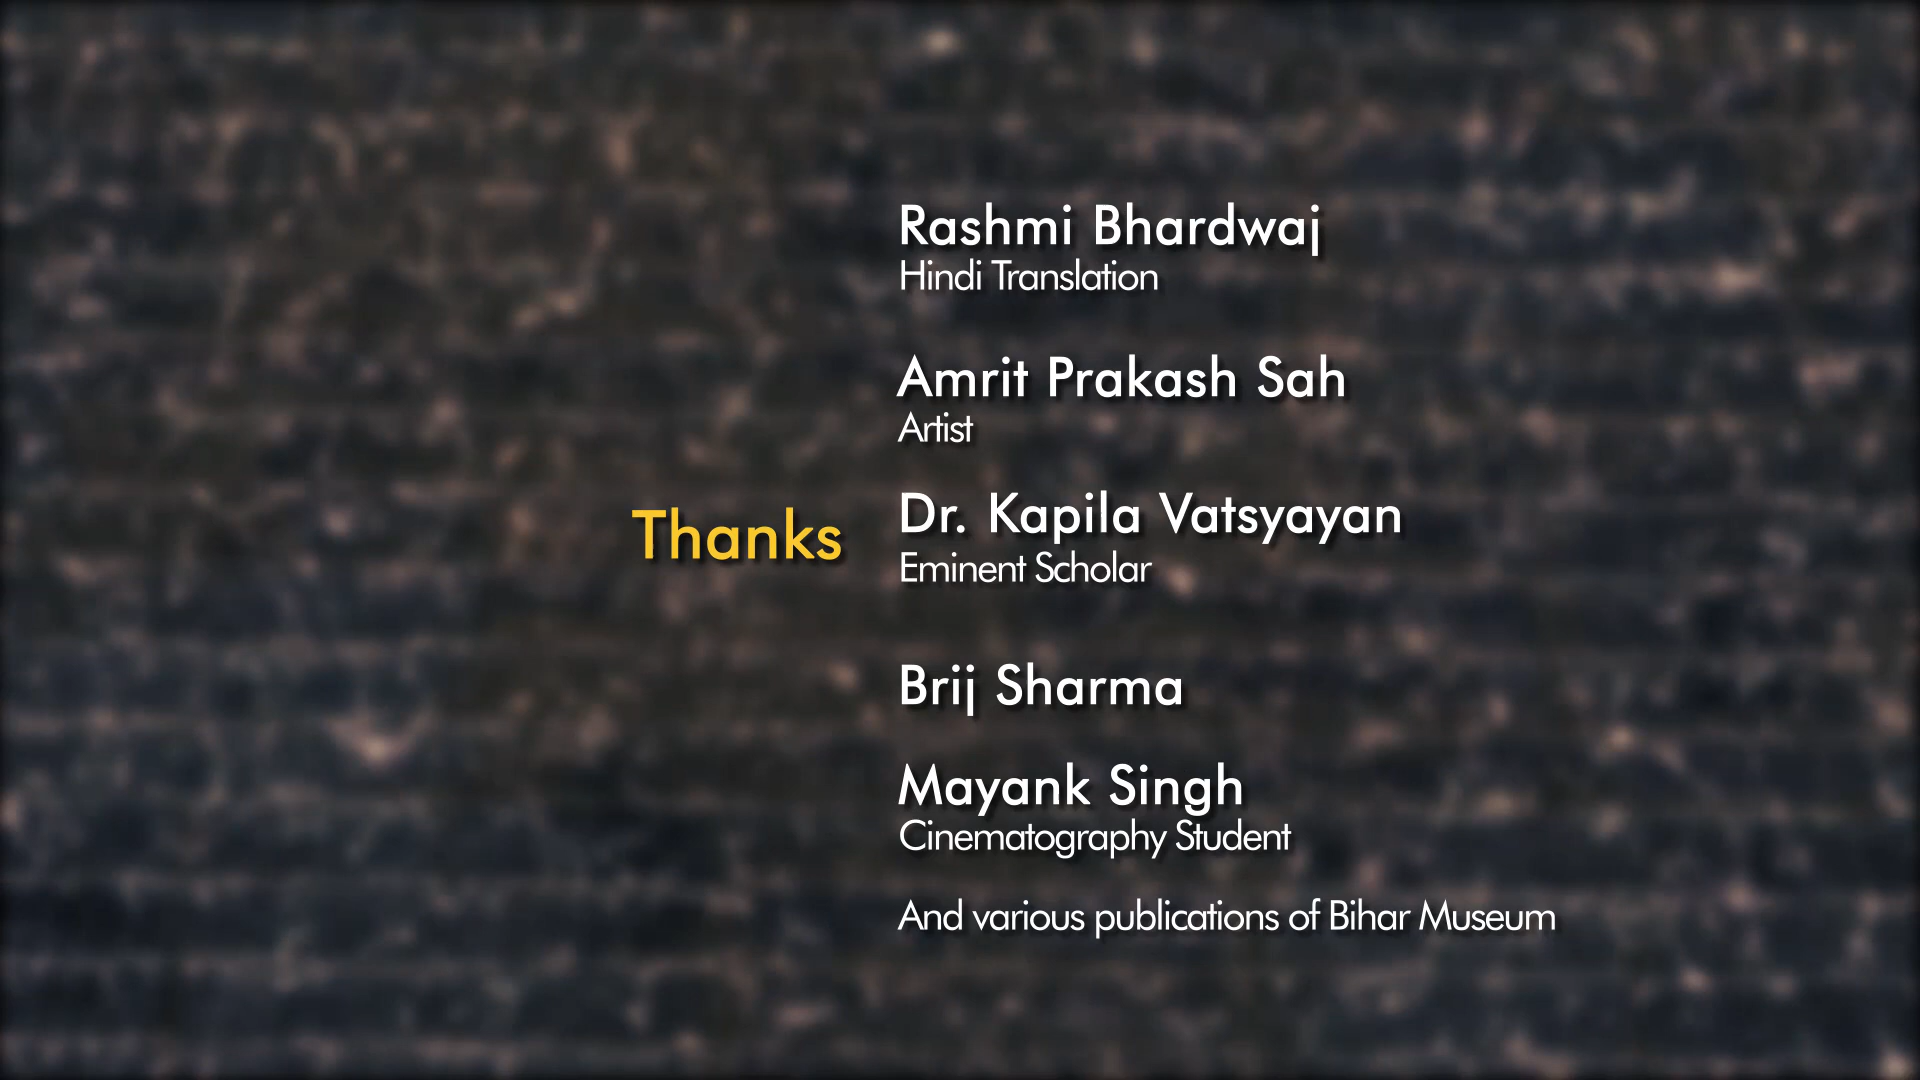 Thanks
Rashmi Bhardwaj
Hindi Translation
Amrit Prakash Sah
Artist
Dr. Kapila Vatsyayan
Eminent Scholar
Brij Sharma
Mayank Singh
Cinematography Student
And various publications of Bihar Museum